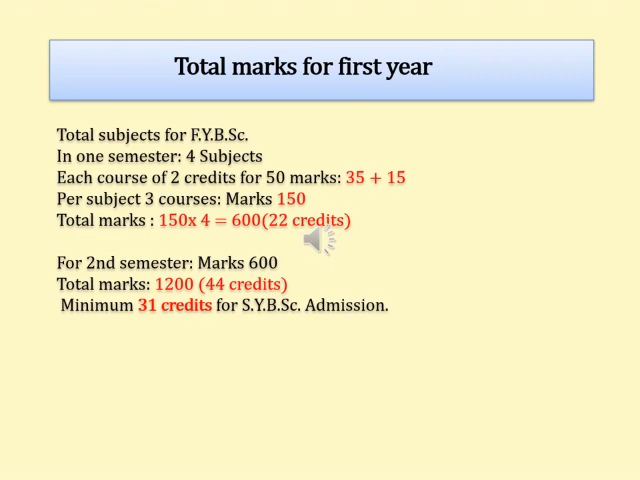 Total marks for first year
Total subjects for F.Y.B.Sc.
In one semester: 4 Subjects
Each course of 2 credits for 50 marks: 35 + 15
Per subject 3 courses: Marks 150
Total marks : 150x 4 = 600(22 credits)
For 2nd semester: Marks 600
Total marks: 1200 (44 credits)
Minimum 31 credits for S.Y.B.Sc. Admission.